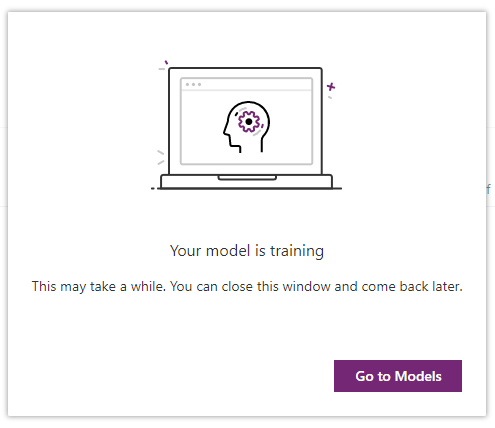 Your model is training
This may take a while. You can close this window and come back later.
Go to Models
f